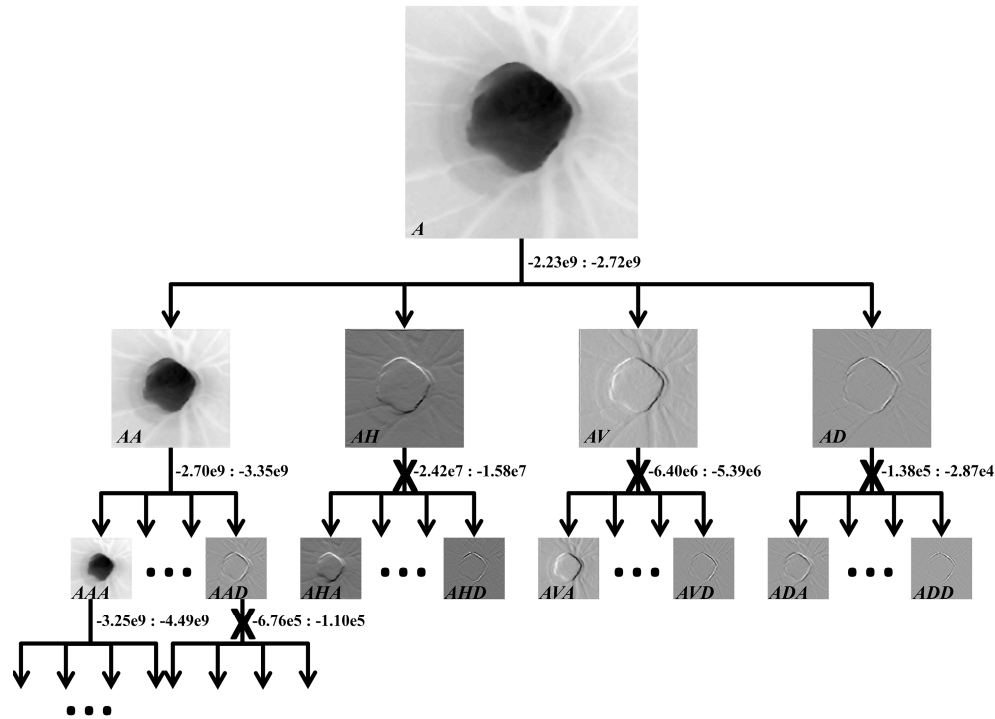 A
-2.23e9 : -2.72e9
AA
AH
AV
AD
-2.70e9 : -3.35e9
-2.42e7 : -1.58e7
-6.40e6 : -5.39e6
-1.38e5 : -2.87e4
AAA
AAD
AHA
AHD
AVA
AVD
ADA
ADD
-3.25e9 : -4.49e9
-6.76e5 : -1.10e5